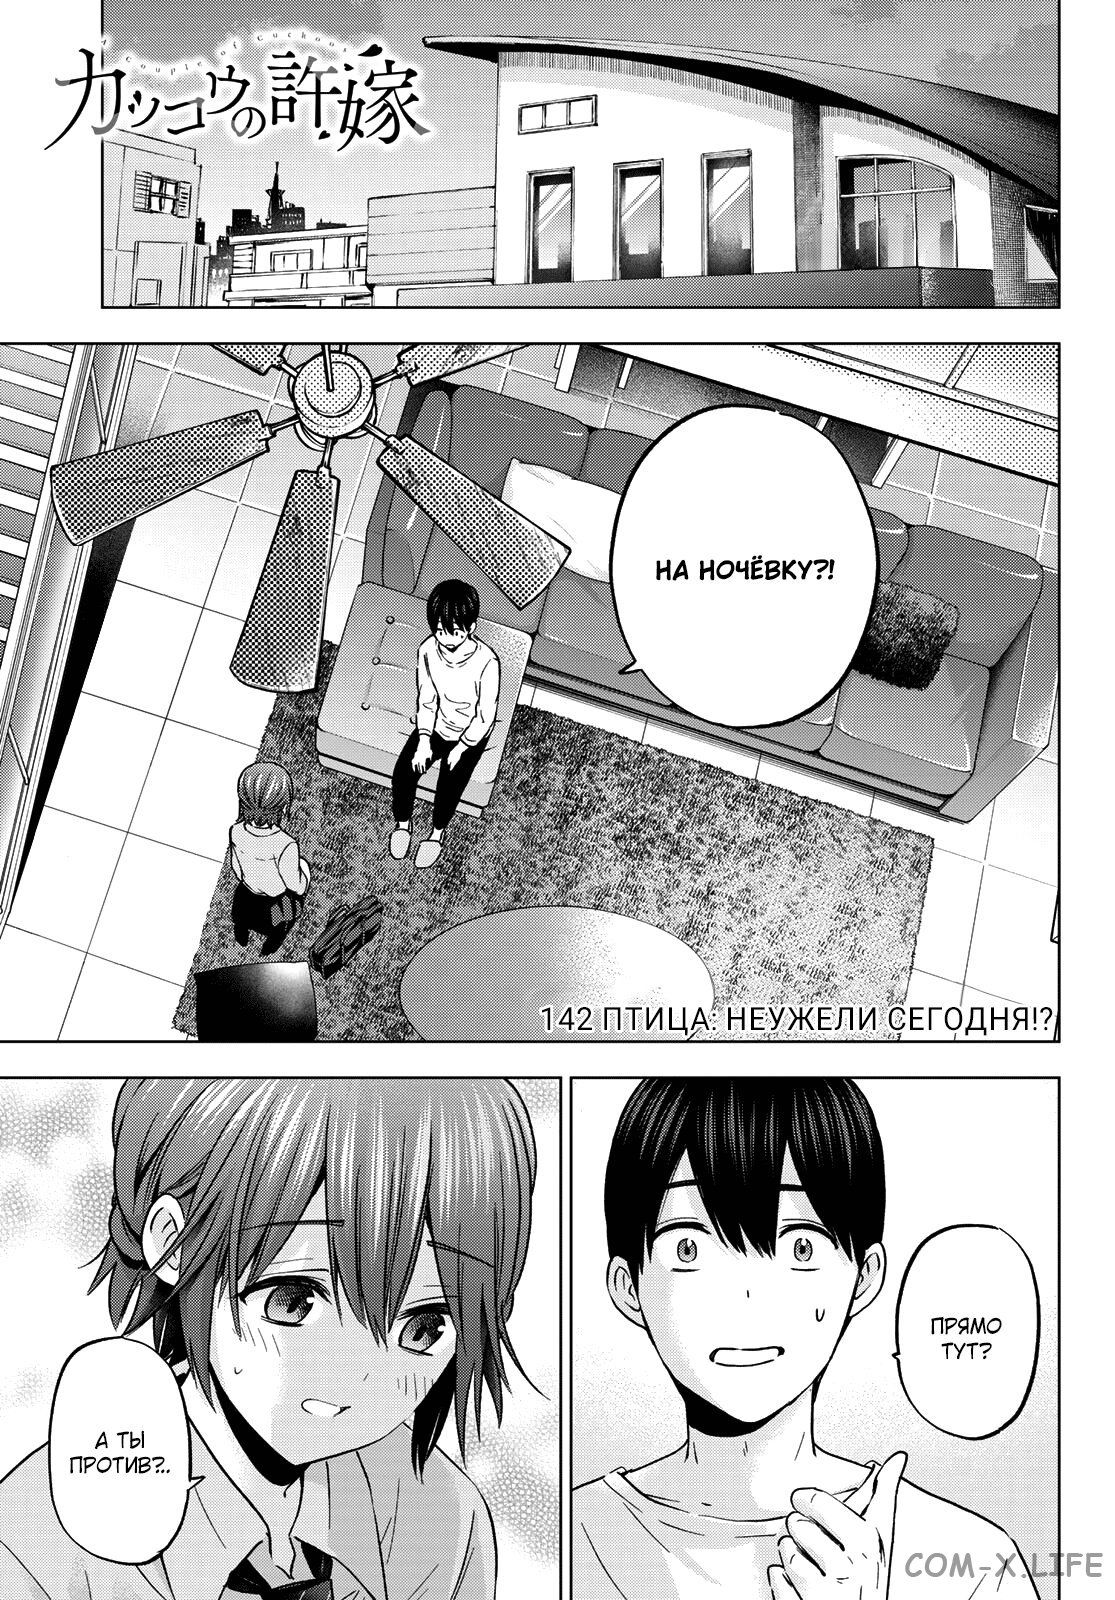 A Couple of Cuckoos
カッコウの許嫁
НА НОЧЁВКУ?!
142 ПТИЦА: НЕУЖЕЛИ СЕГОДНЯ!?
ПРЯМО
ТУТ?
А ТЫ
ПРОТИВ?..
COM-X.LIFE